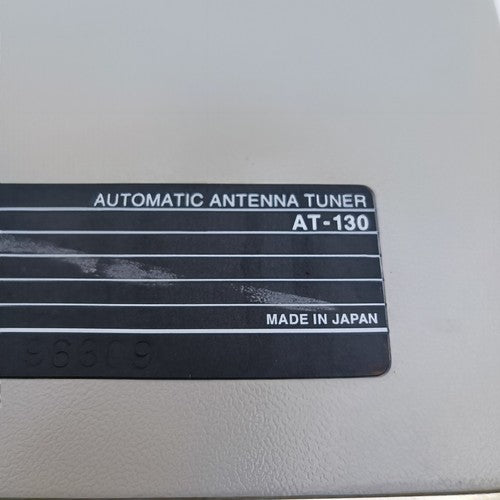 AUTOMATIC ANTENNA TUNER
AT-130
MADE IN JAPAN